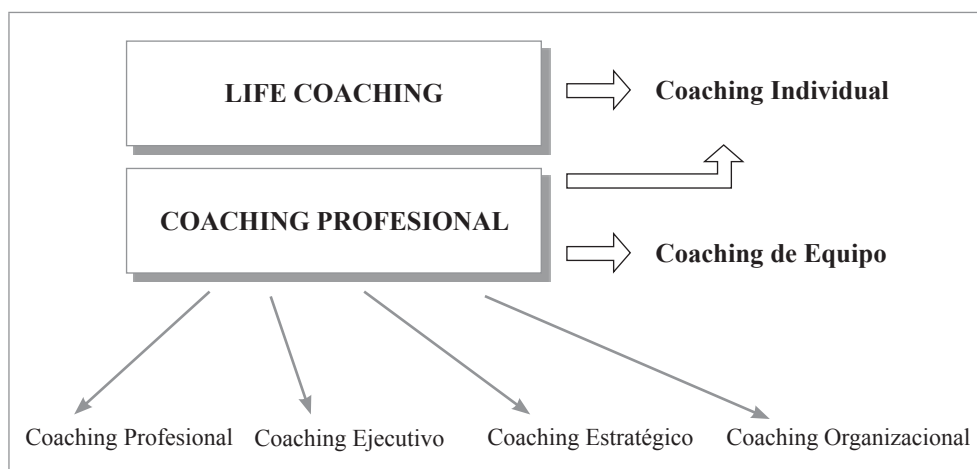 LIFE COACHING
Coaching Individual
COACHING PROFESIONAL
Coaching de Equipo
Coaching Profesional
Coaching Ejecutivo
Coaching Estratégico
Coaching Organizacional